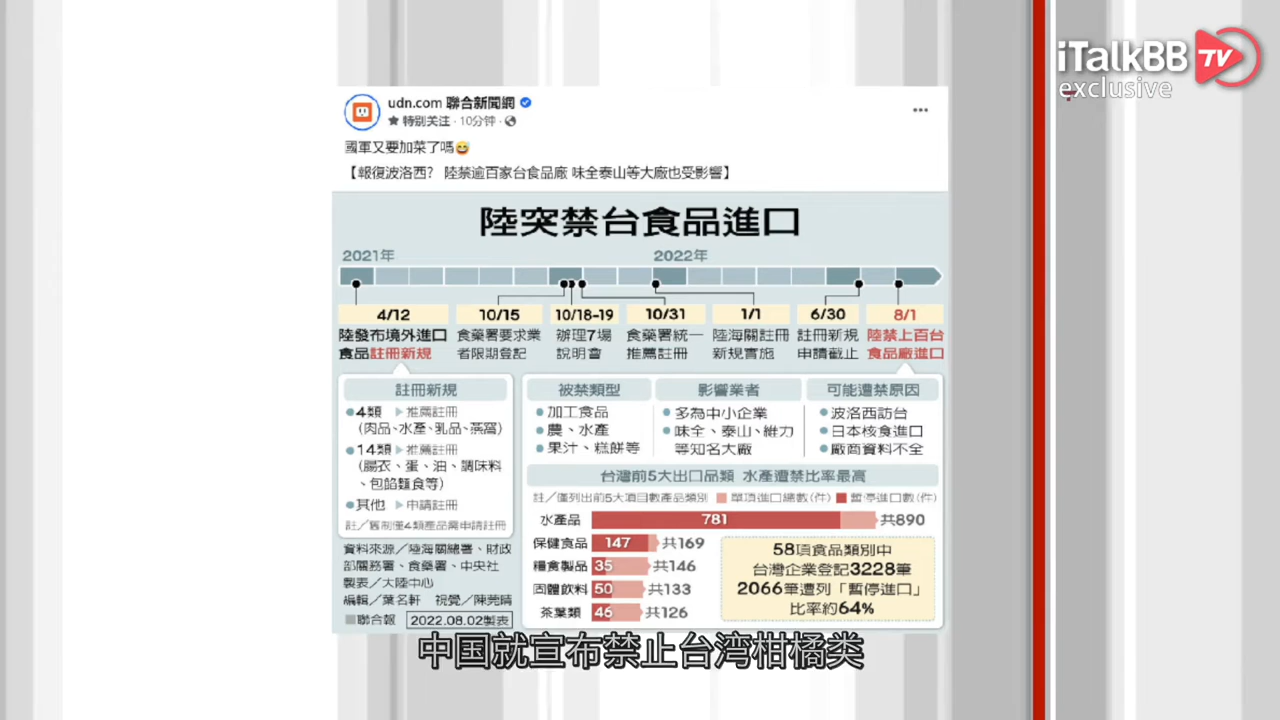 iTalkBB TV
exclusive
udn.com 聯合新聞網
★ 特別关注 · 10分钟 ·
國軍又要加菜了嗎😅
【報復波洛西? 陸禁逾百家台食品廠 味全泰山等大廠也受影響】
陸突禁台食品進口
2021年 2022年
4/12 10/15 10/18-19 10/31 1/1 6/30 8/1
陸發布境外進口 食藥署要求業 辦理7場 食藥署統一 陸海關註冊 註冊新規 陸禁上百台
食品註冊新規 者限期登記 說明會 推薦註冊 新規實施 申請截止 食品廠進口
註冊新規
●4類 ▶推薦註冊
(肉品、水產、乳品、燕窩)
●14類 ▶推薦註冊
(腸衣、蛋、油、調味料
、包餡麵食等)
●其他 ▶申請註冊
註／舊制僅4類產品需申請註冊
資料來源／陸海關總署、財政
部關務署、食藥署、中央社
製表／大陸中心
編輯／葉名軒 視覺／陳莞晴
■聯合報 2022.08.02製表
被禁類型 影響業者 可能遭禁原因
●加工食品 ●多為中小企業 ●波洛西訪台
●農、水產 ●味全、泰山、維力 ●日本核食進口
●果汁、糕餅等 等知名大廠 ●廠商資料不全
台灣前5大出口品類 水產遭禁比率最高
註／僅列出前5大項目數產品類別 ■單項進口總數(件) ■暫停進口數(件)
水產品 781 共890
保健食品 147 共169
糧食製品 35 共146
固體飲料 50 共133
茶葉類 46 共126
58項食品類別中
台灣企業登記3228筆
2066筆遭列「暫停進口」
比率約64%
中国就宣布禁止台湾柑橘类